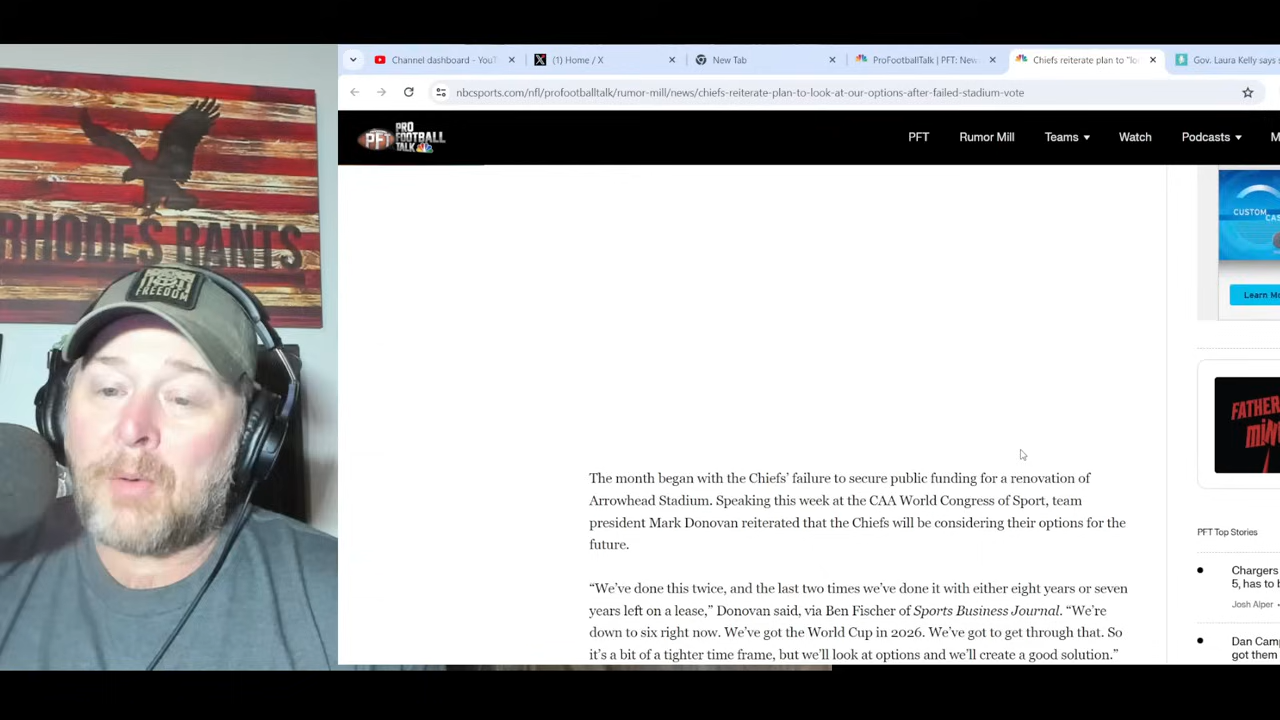 Channel dashboard - YouT
(1) Home / X
New Tab
ProFootballTalk | PFT: New
Chiefs reiterate plan to "lo
Gov. Laura Kelly says s
nbcsports.com/nfl/profootballtalk/rumor-mill/news/chiefs-reiterate-plan-to-look-at-our-options-after-failed-stadium-vote
PFT PRO FOOTBALL TALK
PFT
Rumor Mill
Teams
Watch
Podcasts
M
RHODES RANTS
FREEDOM
CUSTOM
CAS
Learn Mo
FATHER
The month began with the Chiefs’ failure to secure public funding for a renovation of
Arrowhead Stadium. Speaking this week at the CAA World Congress of Sport, team
president Mark Donovan reiterated that the Chiefs will be considering their options for the
future.
“We’ve done this twice, and the last two times we’ve done it with either eight years or seven
years left on a lease,” Donovan said, via Ben Fischer of Sports Business Journal. “We’re
down to six right now. We’ve got the World Cup in 2026. We’ve got to get through that. So
it’s a bit of a tighter time frame, but we’ll look at options and we’ll create a good solution.”
PFT Top Stories
Chargers
5, has to b
Josh Alper
Dan Camp
got them